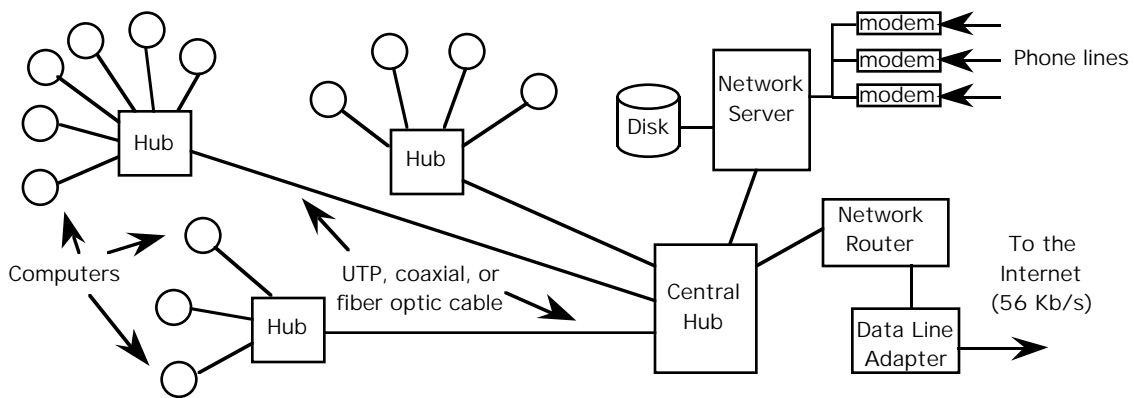 modem
modem
Phone lines
modem
Network
Server
Disk
Hub
Hub
Network
Router
To the
Internet
(56 Kb/s)
Computers
UTP, coaxial, or
fiber optic cable
Central
Hub
Hub
Data Line
Adapter